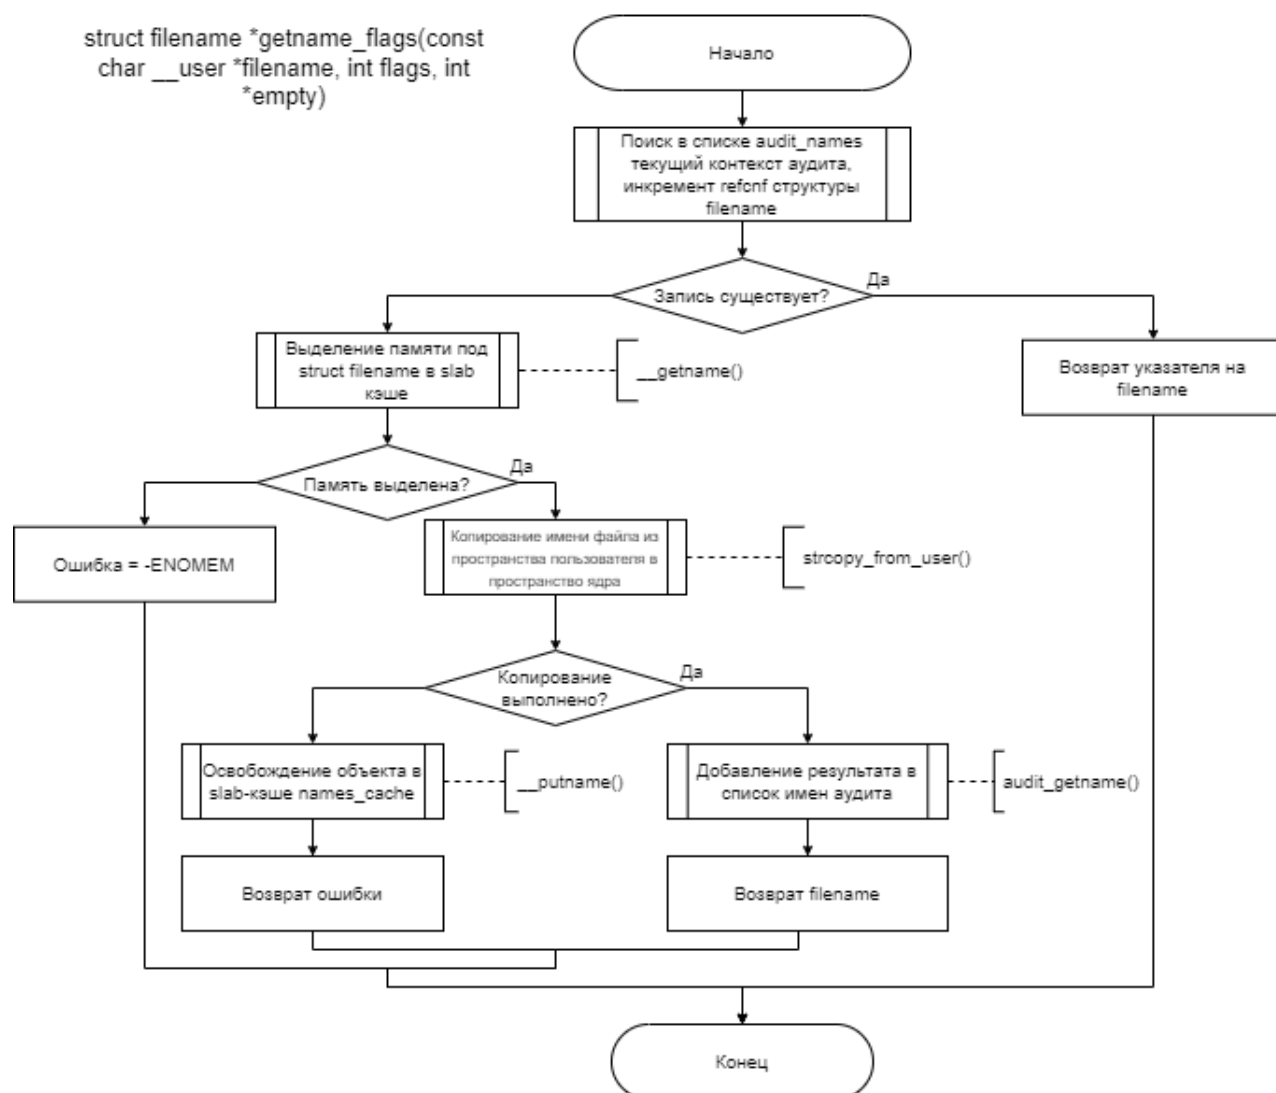 struct filename *getname_flags(const
char __user *filename, int flags, int
*empty)
Начало
Поиск в списке audit_names
текущий контекст аудита,
инкремент refcnf структуры
filename
Запись существует?
Да
Выделение памяти под
struct filename в slab
кэше
__getname()
Возврат указателя на
filename
Память выделена?
Да
Ошибка = -ENOMEM
Копирование имени файла из
пространства пользователя в
пространство ядра
strcopy_from_user()
Копирование
выполнено?
Да
Освобождение объекта в
slab-кэше names_cache
__putname()
Добавление результата в
список имен аудита
audit_getname()
Возврат ошибки
Возврат filename
Конец